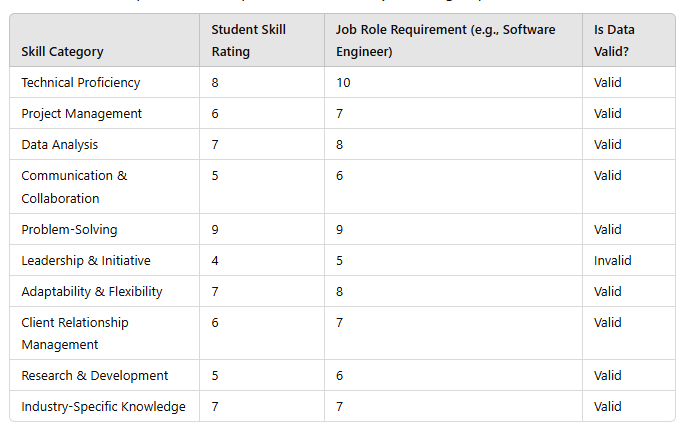 Skill Category Student Skill Rating Job Role Requirement (e.g., Software Engineer) Is Data Valid?
Technical Proficiency 8 10 Valid
Project Management 6 7 Valid
Data Analysis 7 8 Valid
Communication & Collaboration 5 6 Valid
Problem-Solving 9 9 Valid
Leadership & Initiative 4 5 Invalid
Adaptability & Flexibility 7 8 Valid
Client Relationship Management 6 7 Valid
Research & Development 5 6 Valid
Industry-Specific Knowledge 7 7 Valid